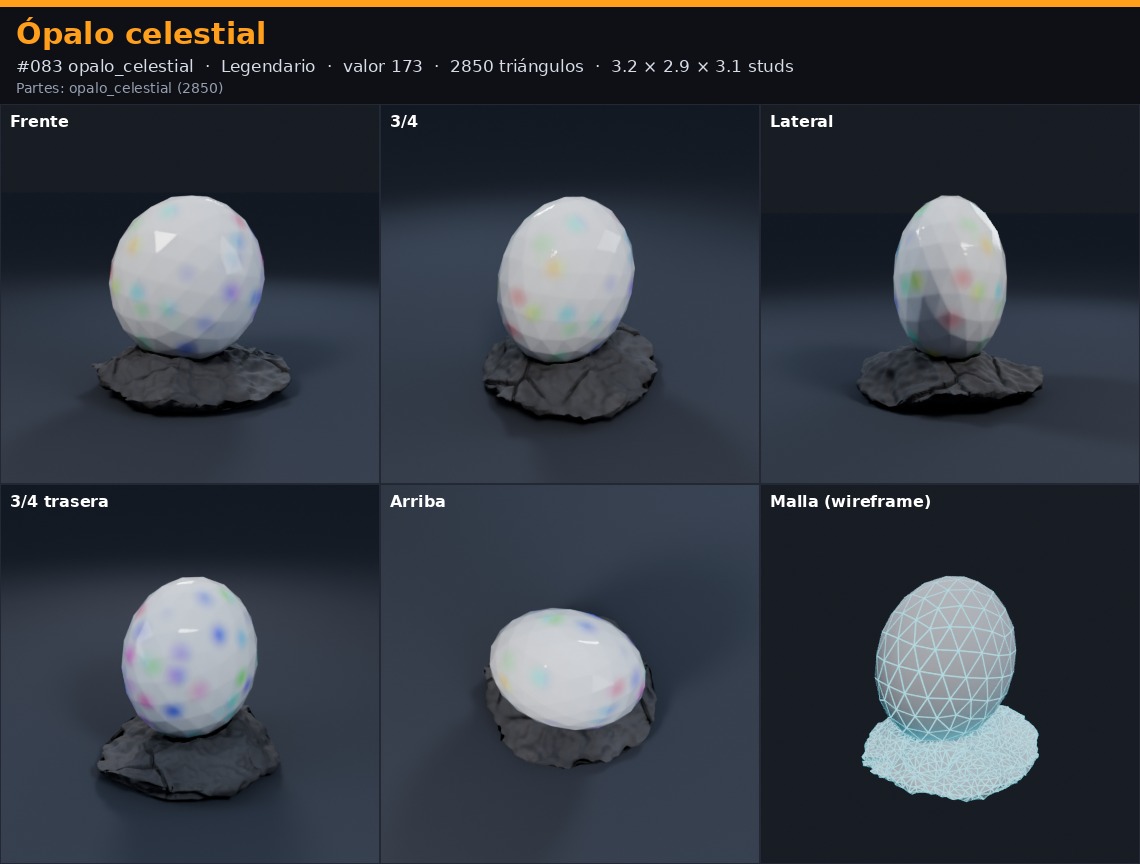 Ópalo celestial
#083 opalo_celestial · Legendario · valor 173 · 2850 triángulos · 3.2 × 2.9 × 3.1 studs
Partes: opalo_celestial (2850)
Frente
3/4
Lateral
3/4 trasera
Arriba
Malla (wireframe)